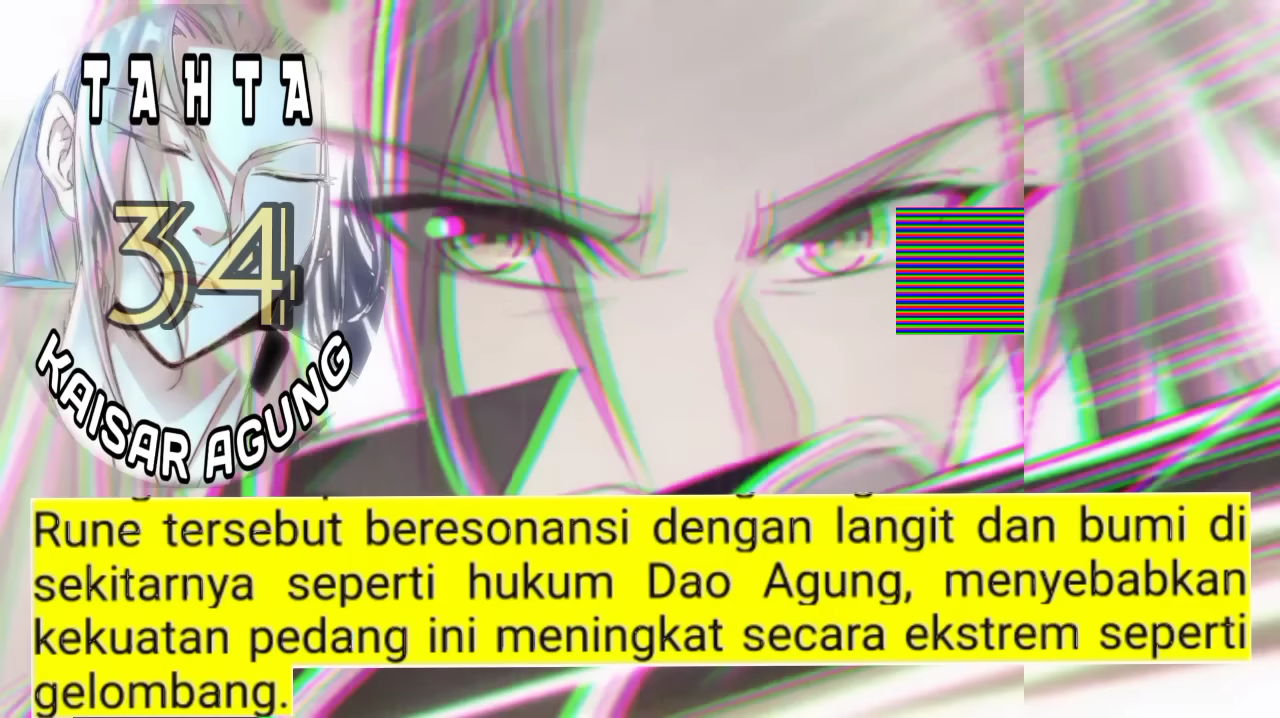 TAHTA
34
KAISAR AGUNG
Rune tersebut beresonansi dengan langit dan bumi di
sekitarnya seperti hukum Dao Agung, menyebabkan
kekuatan pedang ini meningkat secara ekstrem seperti
gelombang.